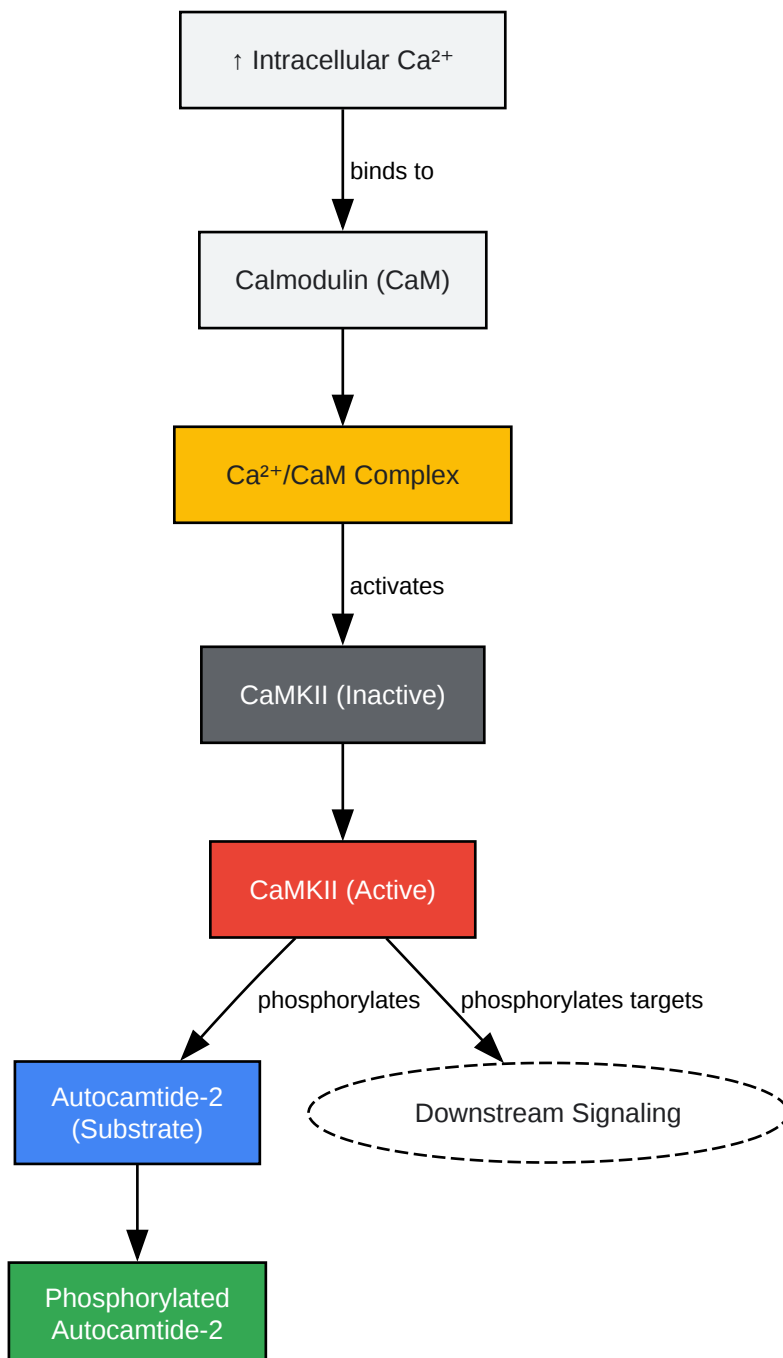 ↑ Intracellular Ca²⁺
binds to
Calmodulin (CaM)
Ca²⁺/CaM Complex
activates
CaMKII (Inactive)
CaMKII (Active)
phosphorylates
phosphorylates targets
Autocamtide-2
(Substrate)
Downstream Signaling
Phosphorylated
Autocamtide-2